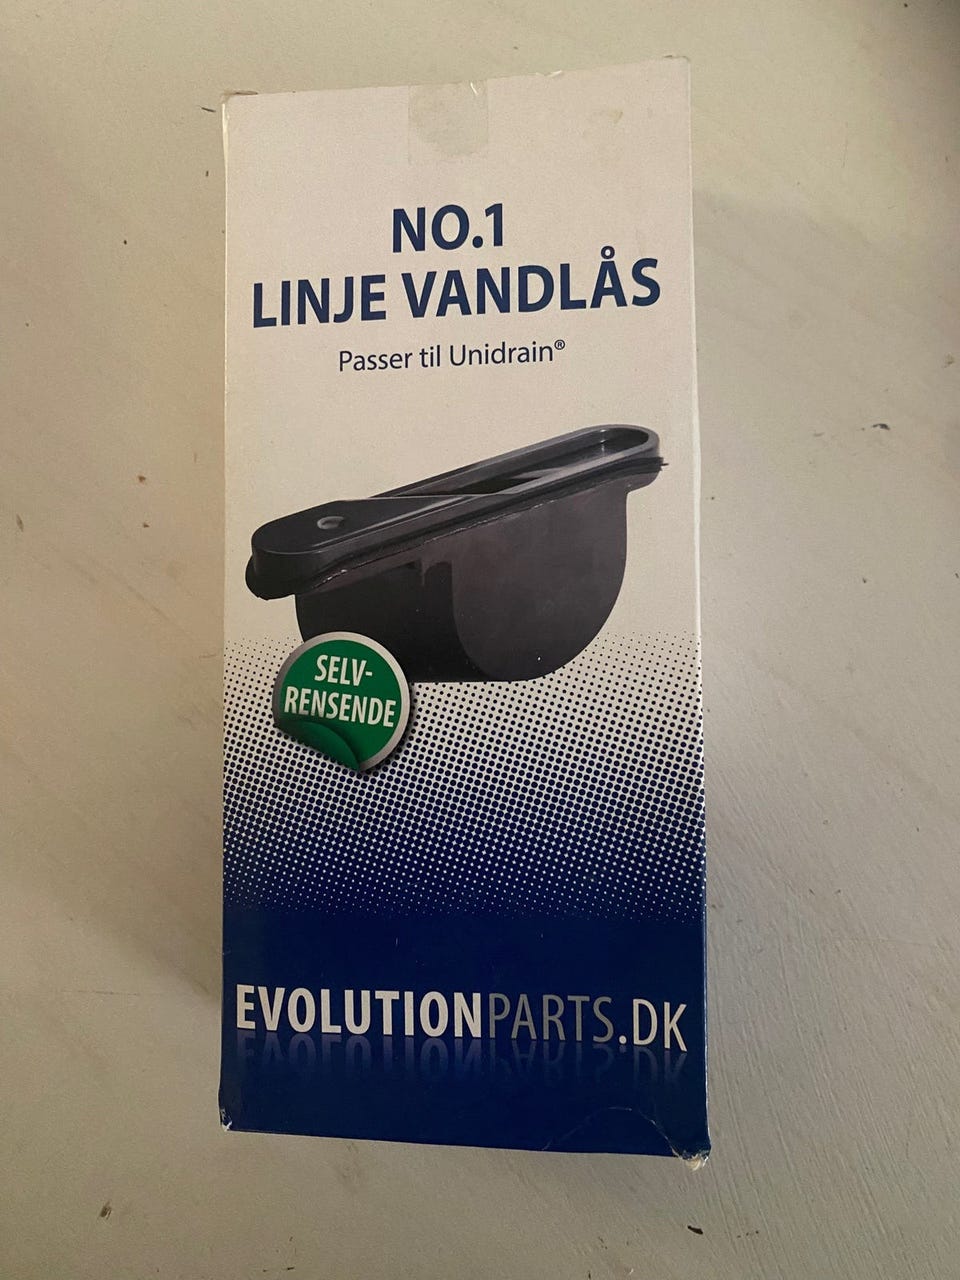 NO.1
LINJE VANDLÅS
Passer til Unidrain®
SELV-
RENSENDE
EVOLUTIONPARTS.DK